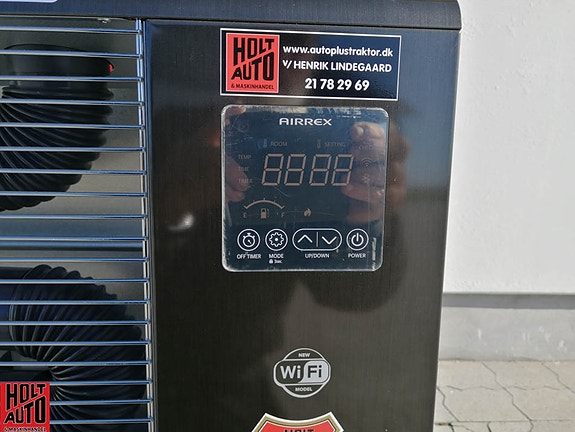 HOLT
AUTO
& MASKINHANDEL
www.autoplustraktor.dk
V/ HENRIK LINDEGAARD
21 78 29 69
AIRREX
ROOM SETTING
TEMP
TIME
TIMER
8888
E F
OFF TIMER MODE UP/DOWN POWER
3sec.
NEW
WiFi
MODEL
HOLT
HOLT
AUTO
& MASKINHANDEL